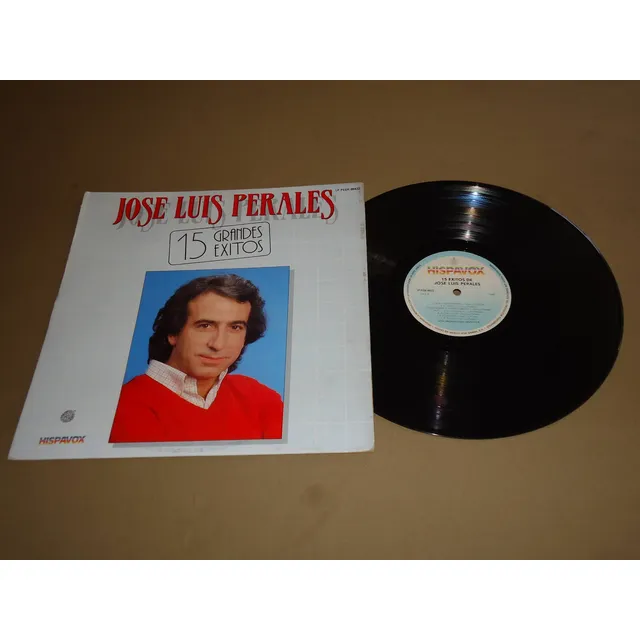 JOSE LUIS PERALES
15 GRANDES
EXITOS
HISPAVOX
HISPAVOX
15 EXITOS DE
JOSE LUIS PERALES